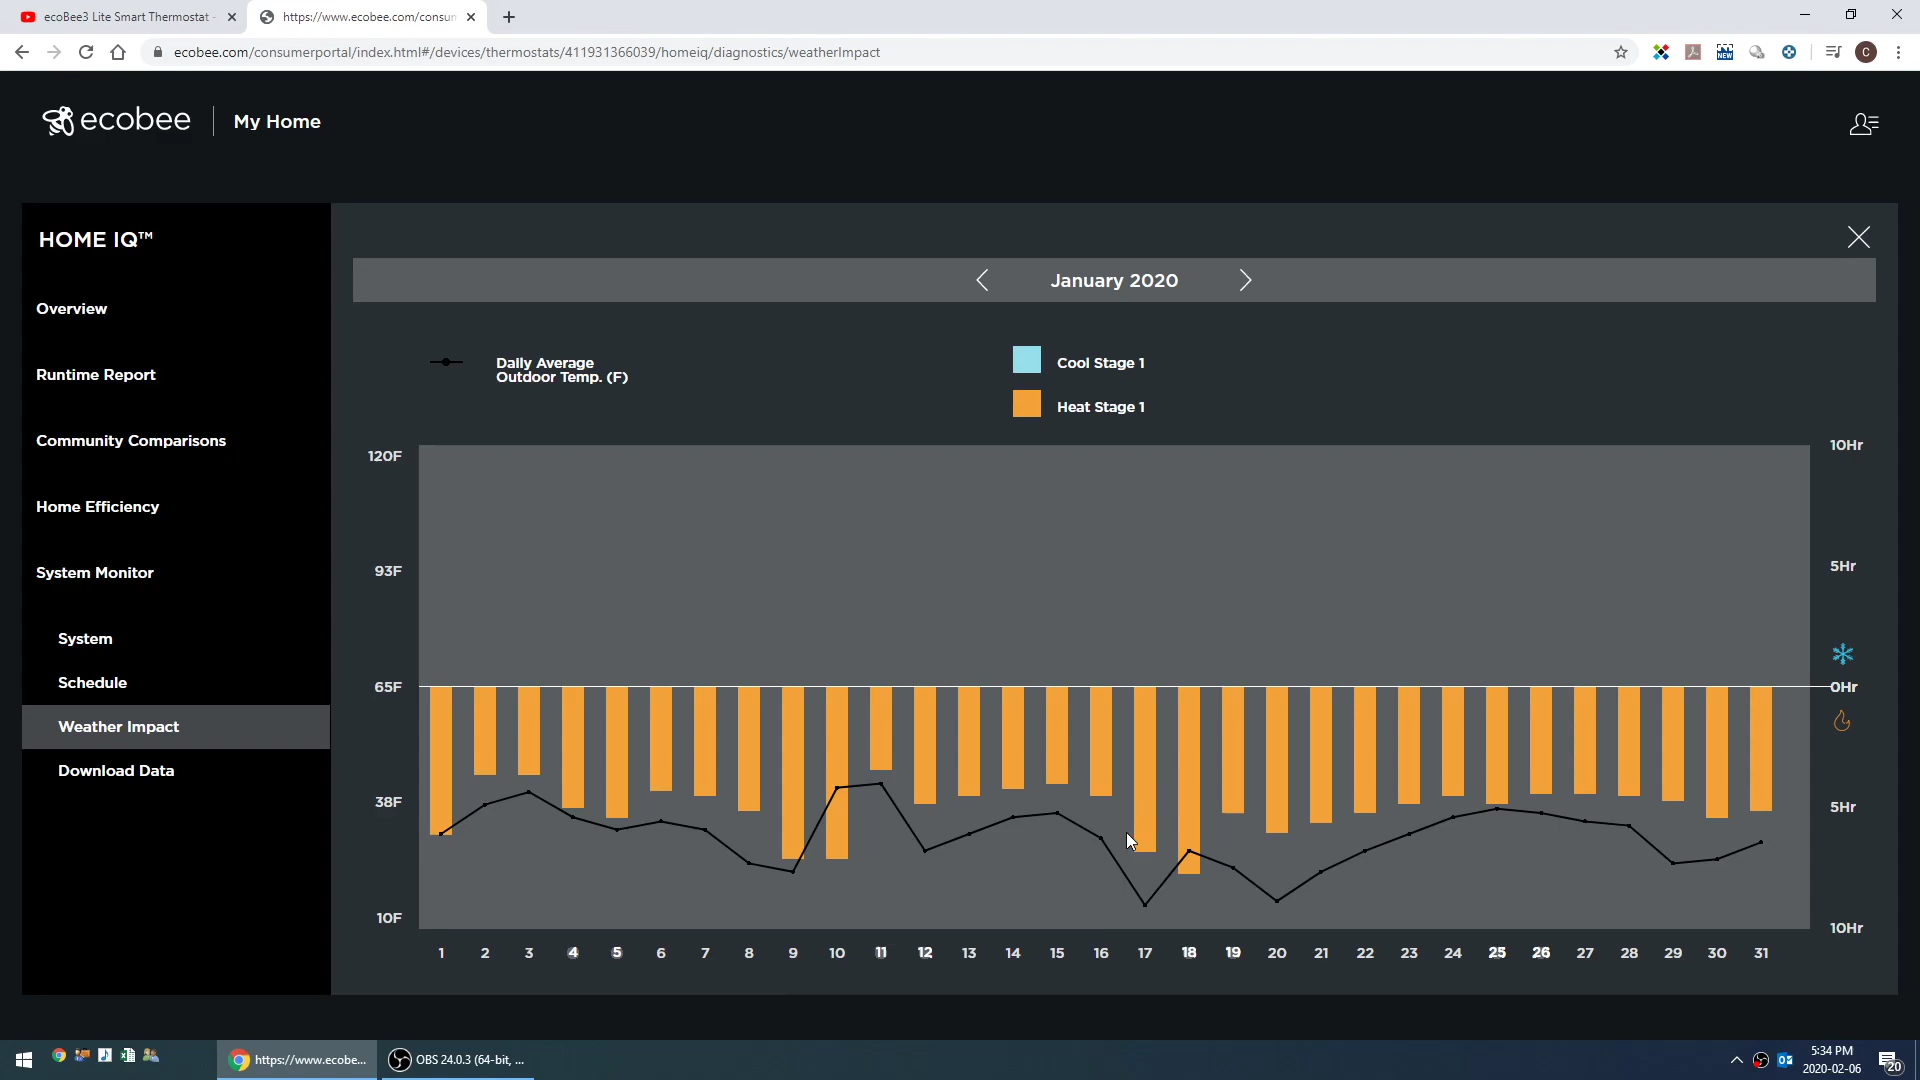 ecoBee3 Lite Smart Thermostat -
https://www.ecobee.com/consun
ecobee.com/consumerportal/index.html#/devices/thermostats/411931366039/homeiq/diagnostics/weatherImpact
NEW
C
ecobee
My Home
HOME IQ™
Overview
Runtime Report
Community Comparisons
Home Efficiency
System Monitor
System
Schedule
Weather Impact
Download Data
January 2020
Daily Average
Outdoor Temp. (F)
Cool Stage 1
Heat Stage 1
120F
93F
65F
38F
10F
10Hr
5Hr
0Hr
5Hr
10Hr
1 2 3 4 5 6 7 8 9 10 11 12 13 14 15 16 17 18 19 20 21 22 23 24 25 26 27 28 29 30 31
https://www.ecobe...
OBS 24.0.3 (64-bit, ...
5:34 PM
2020-02-06
20